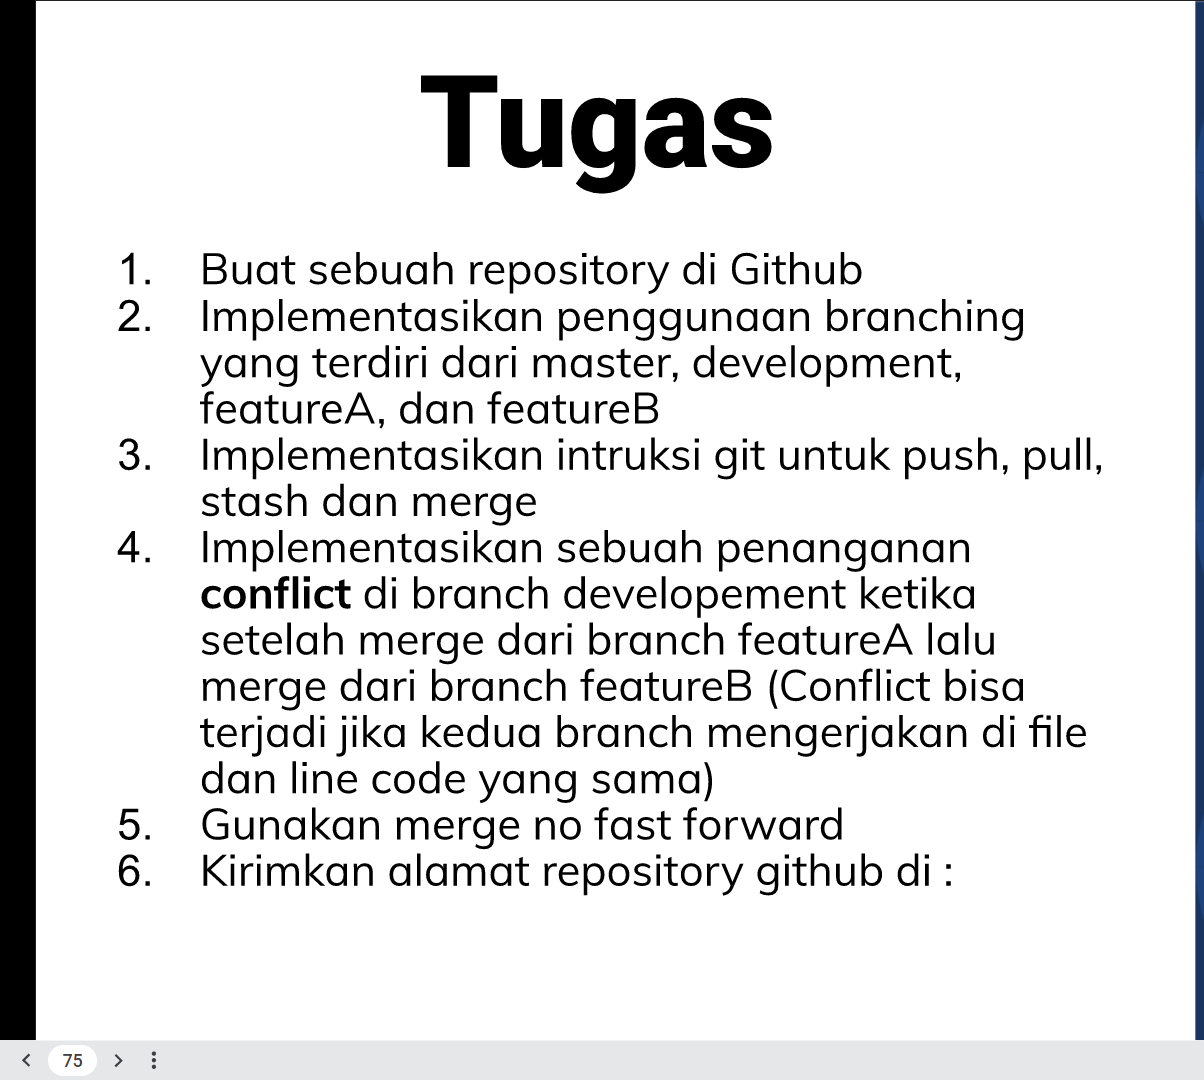 Tugas
1. Buat sebuah repository di Github
2. Implementasikan penggunaan branching
yang terdiri dari master, development,
featureA, dan featureB
3. Implementasikan intruksi git untuk push, pull,
stash dan merge
4. Implementasikan sebuah penanganan
conflict di branch developement ketika
setelah merge dari branch featureA lalu
merge dari branch featureB (Conflict bisa
terjadi jika kedua branch mengerjakan di file
dan line code yang sama)
5. Gunakan merge no fast forward
6. Kirimkan alamat repository github di :
75